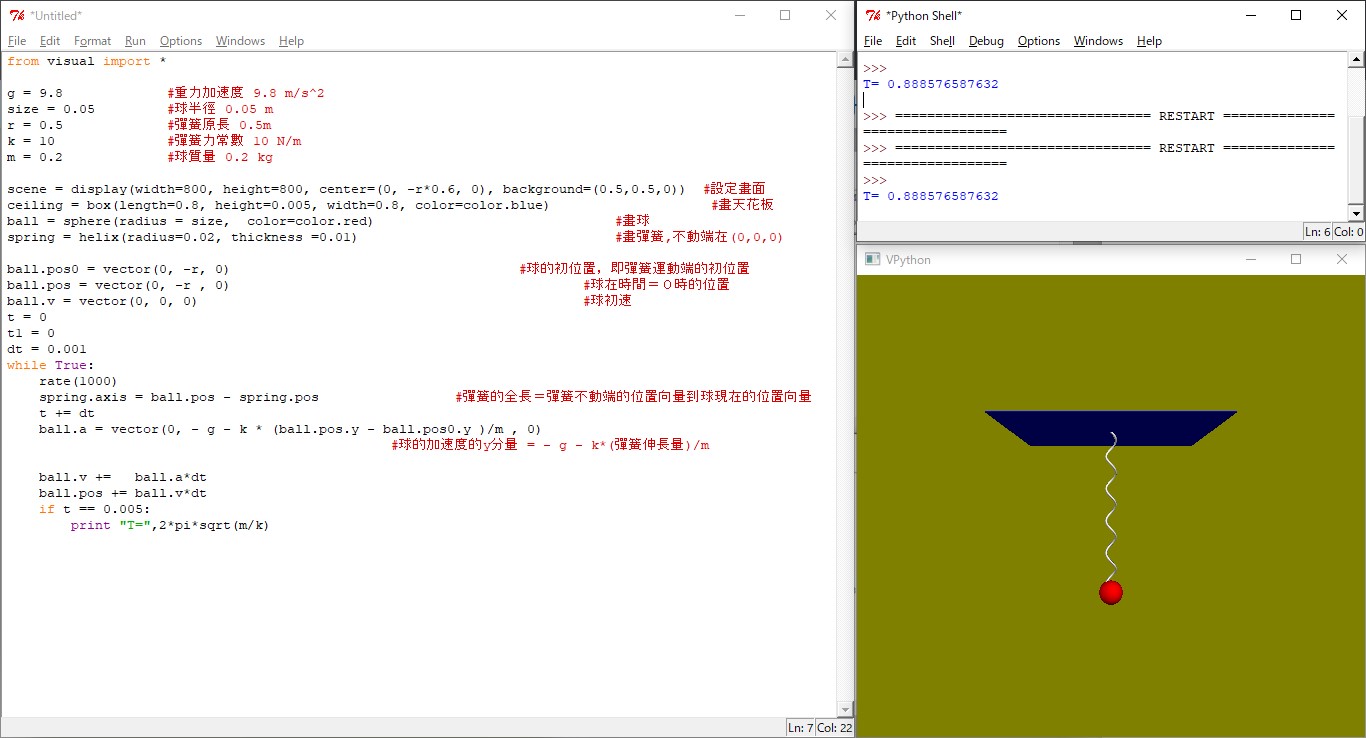 *Untitled*
File Edit Format Run Options Windows Help
from visual import *
g = 9.8 #重力加速度 9.8 m/s^2
size = 0.05 #球半徑 0.05 m
r = 0.5 #彈簧原長 0.5m
k = 10 #彈簧力常數 10 N/m
m = 0.2 #球質量 0.2 kg
scene = display(width=800, height=800, center=(0, -r*0.6, 0), background=(0.5,0.5,0)) #設定畫面
ceiling = box(length=0.8, height=0.005, width=0.8, color=color.blue) #畫天花板
ball = sphere(radius = size, color=color.red) #畫球
spring = helix(radius=0.02, thickness =0.01) #畫彈簧,不動端在(0,0,0)
ball.pos0 = vector(0, -r, 0) #球的初位置, 即彈簧運動端的初位置
ball.pos = vector(0, -r , 0) #球在時間＝０時的位置
ball.v = vector(0, 0, 0) #球初速
t = 0
t1 = 0
dt = 0.001
while True:
rate(1000)
spring.axis = ball.pos - spring.pos #彈簧的全長＝彈簧不動端的位置向量到球現在的位置向量
t += dt
ball.a = vector(0, - g - k * (ball.pos.y - ball.pos0.y )/m , 0)
#球的加速度的y分量 = - g - k*(彈簧伸長量)/m
ball.v += ball.a*dt
ball.pos += ball.v*dt
if t == 0.005:
print "T=",2*pi*sqrt(m/k)
Ln: 7 Col: 22
*Python Shell*
File Edit Shell Debug Options Windows Help
>>>
T= 0.888576587632
>>> ================================ RESTART ==============
==================
>>> ================================ RESTART ==============
==================
>>>
T= 0.888576587632
Ln: 6 Col: 0
VPython